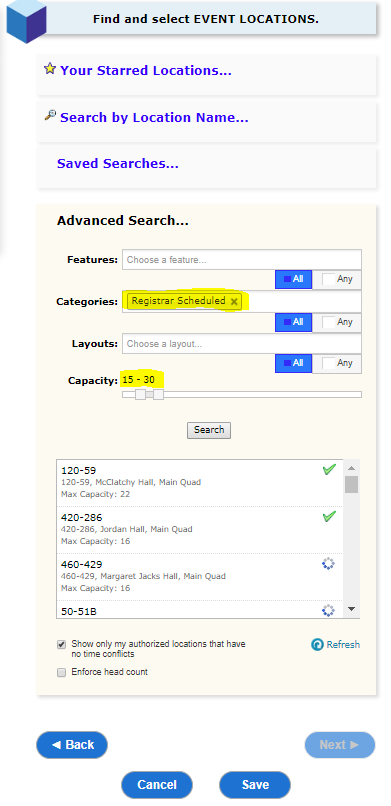 Find and select EVENT LOCATIONS.
Your Starred Locations...
Search by Location Name...
Saved Searches...
Advanced Search...
Features: Choose a feature...
All Any
Categories: Registrar Scheduled ×
All Any
Layouts: Choose a layout...
All Any
Capacity: 15 - 30
Search
120-59
120-59, McClatchy Hall, Main Quad
Max Capacity: 22
420-286
420-286, Jordan Hall, Main Quad
Max Capacity: 16
460-429
460-429, Margaret Jacks Hall, Main Quad
Max Capacity: 16
50-51B
Show only my authorized locations that have
no time conflicts
Refresh
Enforce head count
◄ Back
Next ►
Cancel
Save